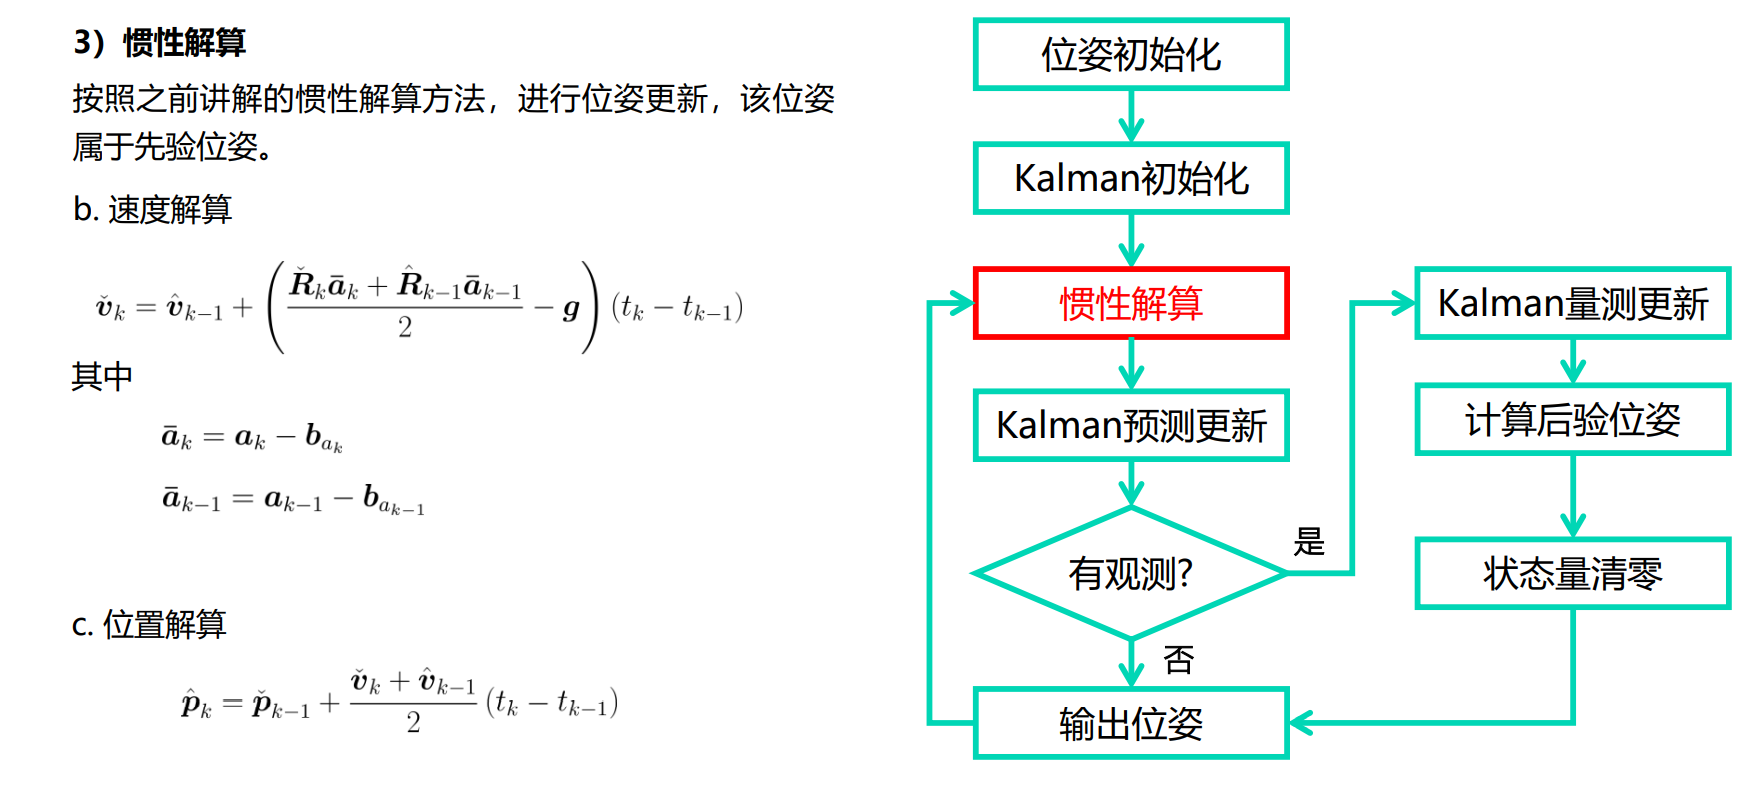 3）惯性解算
按照之前讲解的惯性解算方法，进行位姿更新，该位姿
属于先验位姿。
b. 速度解算
$\check{\boldsymbol{v}}_k = \hat{\boldsymbol{v}}_{k-1} + \left( \frac{\check{\boldsymbol{R}}_k \bar{\boldsymbol{a}}_k + \hat{\boldsymbol{R}}_{k-1} \bar{\boldsymbol{a}}_{k-1}}{2} - \boldsymbol{g} \right) (t_k - t_{k-1})$
其中
$\bar{\boldsymbol{a}}_k = \boldsymbol{a}_k - \boldsymbol{b}_{a_k}$
$\bar{\boldsymbol{a}}_{k-1} = \boldsymbol{a}_{k-1} - \boldsymbol{b}_{a_{k-1}}$
c. 位置解算
$\hat{\boldsymbol{p}}_k = \check{\boldsymbol{p}}_{k-1} + \frac{\check{\boldsymbol{v}}_k + \hat{\boldsymbol{v}}_{k-1}}{2} (t_k - t_{k-1})$
位姿初始化
Kalman初始化
惯性解算
Kalman预测更新
有观测?
是
否
输出位姿
Kalman量测更新
计算后验位姿
状态量清零